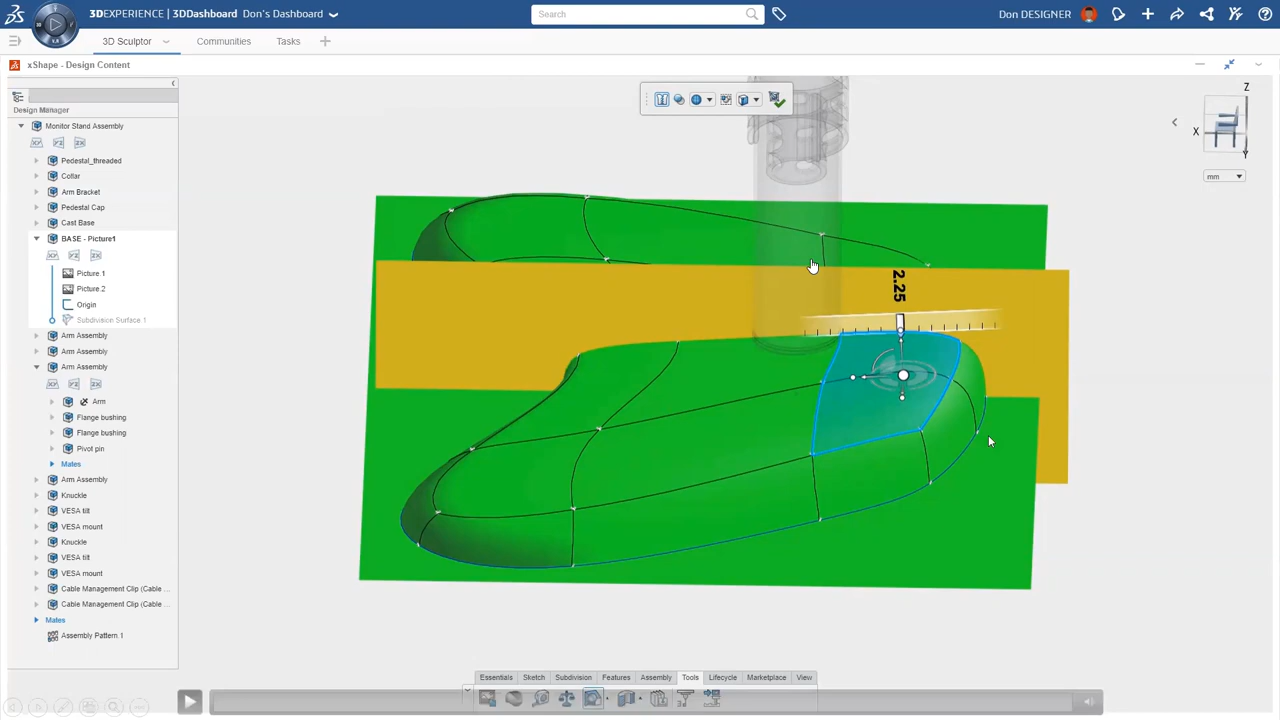 3DEXPERIENCE | 3DDashboard Don's Dashboard
Search
Don DESIGNER
3D Sculptor
Communities
Tasks
xShape - Design Content
Design Manager
Monitor Stand Assembly
Pedestal_threaded
Collar
Arm Bracket
Pedestal Cap
Cast Base
BASE - Picture1
Picture.1
Picture.2
Origin
Subdivision Surface 1
Arm Assembly
Arm Assembly
Arm Assembly
Arm
Flange bushing
Flange bushing
Pivot pin
Mates
Arm Assembly
Knuckle
VESA tilt
VESA mount
Knuckle
VESA tilt
VESA mount
Cable Management Clip (Cable ...
Cable Management Clip (Cable ...
Mates
Assembly Pattern.1
2.25
Z
X
Y
mm
Essentials Sketch Subdivision Features Assembly Tools Lifecycle Marketplace View